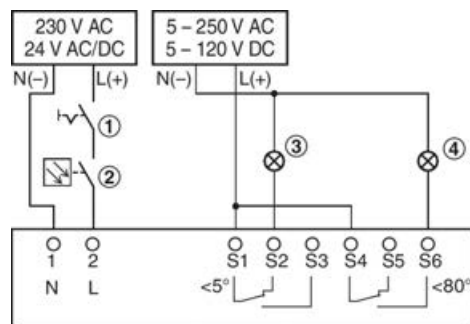 230 V AC
24 V AC/DC
5 – 250 V AC
5 – 120 V DC
N(–) L(+)
N(–) L(+)
1
2
3
4
1 2 S1 S2 S3 S4 S5 S6
N L <5° <80°